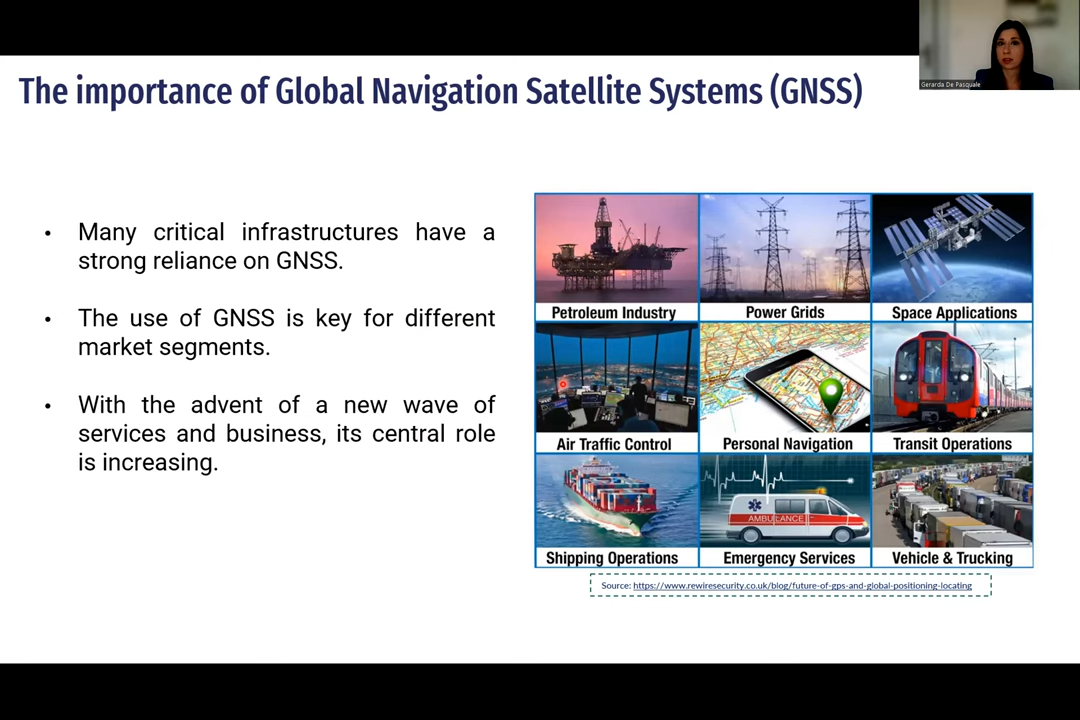 The importance of Global Navigation Satellite Systems (GNSS)
Gerarda De Pasquale
• Many critical infrastructures have a
strong reliance on GNSS.
• The use of GNSS is key for different
market segments.
• With the advent of a new wave of
services and business, its central role
is increasing.
Petroleum Industry
Power Grids
Space Applications
Air Traffic Control
Personal Navigation
Transit Operations
AMBULANCE
Shipping Operations
Emergency Services
Vehicle & Trucking
Source: https://www.rewiresecurity.co.uk/blog/future-of-gps-and-global-positioning-locating